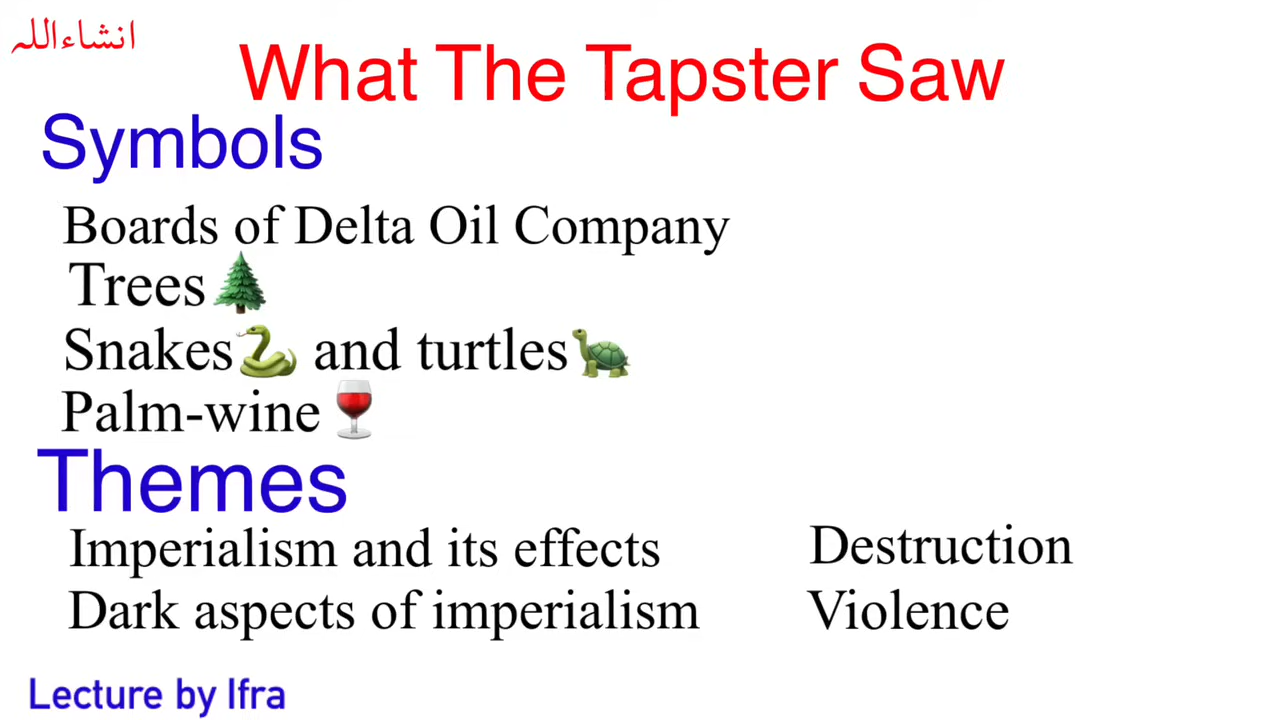 انشاءاللہ
What The Tapster Saw
Symbols
Boards of Delta Oil Company
Trees🌲
Snakes🐍 and turtles🐢
Palm-wine🍷
Themes
Imperialism and its effects
Destruction
Dark aspects of imperialism
Violence
Lecture by Ifra